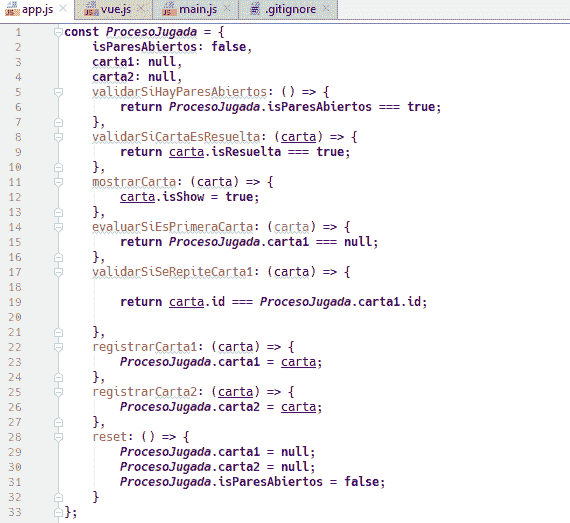 app.js vue.js main.js .gitignore
1 const ProcesoJugada = {
2 isParesAbiertos: false,
3 carta1: null,
4 carta2: null,
5 validarSiHayParesAbiertos: () => {
6 return ProcesoJugada.isParesAbiertos === true;
7 },
8 validarSiCartaEsResuelta: (carta) => {
9 return carta.isResuelta === true;
10 },
11 mostrarCarta: (carta) => {
12 carta.isShow = true;
13 },
14 evaluarSiEsPrimeraCarta: (carta) => {
15 return ProcesoJugada.carta1 === null;
16 },
17 validarSiSeRepiteCarta1: (carta) => {
18
19 return carta.id === ProcesoJugada.carta1.id;
20
21 },
22 registrarCarta1: (carta) => {
23 ProcesoJugada.carta1 = carta;
24 },
25 registrarCarta2: (carta) => {
26 ProcesoJugada.carta2 = carta;
27 },
28 reset: () => {
29 ProcesoJugada.carta1 = null;
30 ProcesoJugada.carta2 = null;
31 ProcesoJugada.isParesAbiertos = false;
32 }
33 };